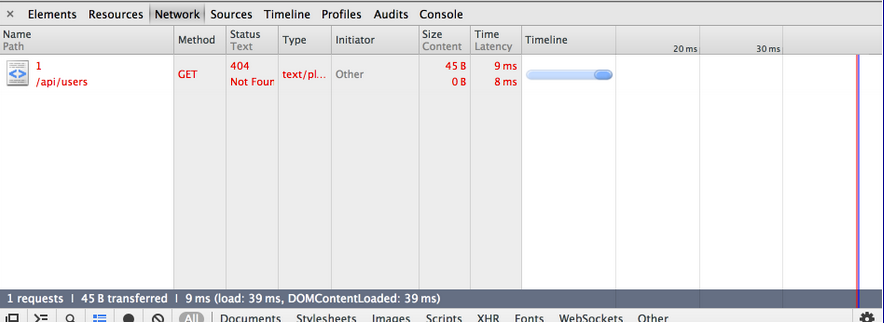 × Elements Resources Network Sources Timeline Profiles Audits Console
Name Method Status Type Initiator Size Time Timeline
Path Text Content Latency 20 ms 30 ms
1 404 45 B 9 ms
GET text/pl... Other
/api/users Not Foun 0 B 8 ms
1 requests | 45 B transferred | 9 ms (load: 39 ms, DOMContentLoaded: 39 ms)
All Documents Stylesheets Images Scripts XHR Fonts WebSockets Other